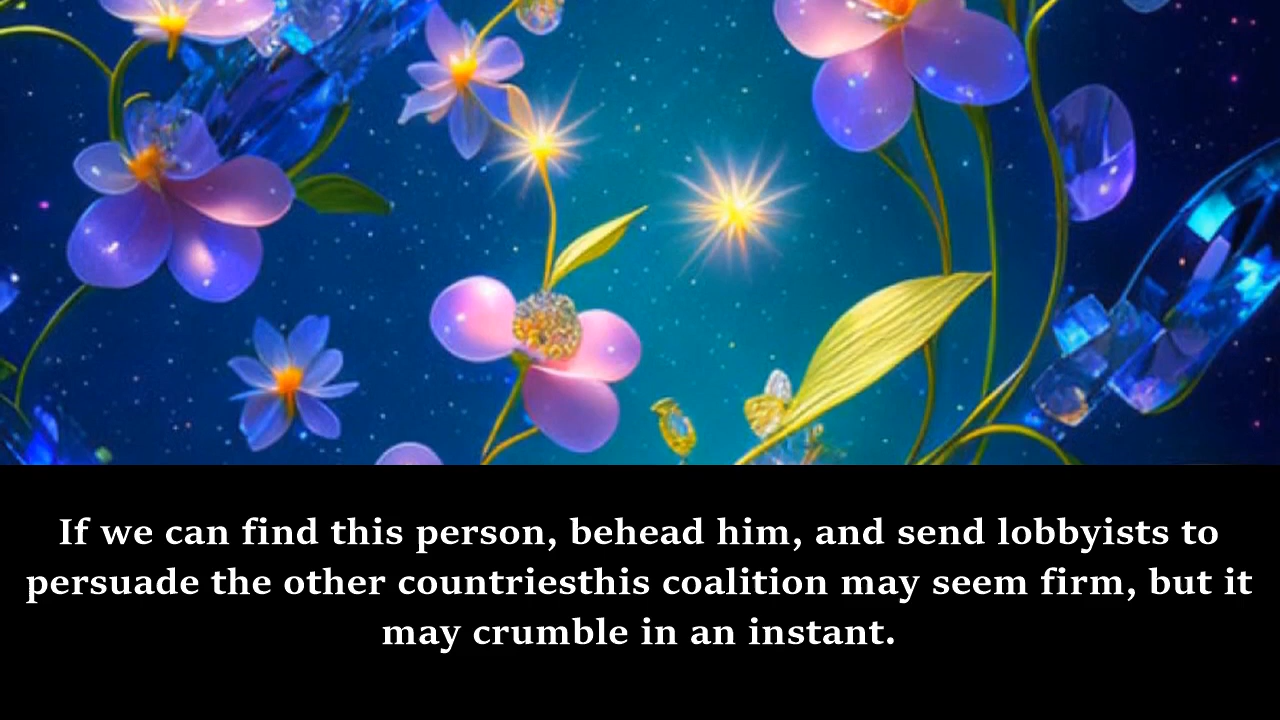 If we can find this person, behead him, and send lobbyists to
persuade the other countriesthis coalition may seem firm, but it
may crumble in an instant.